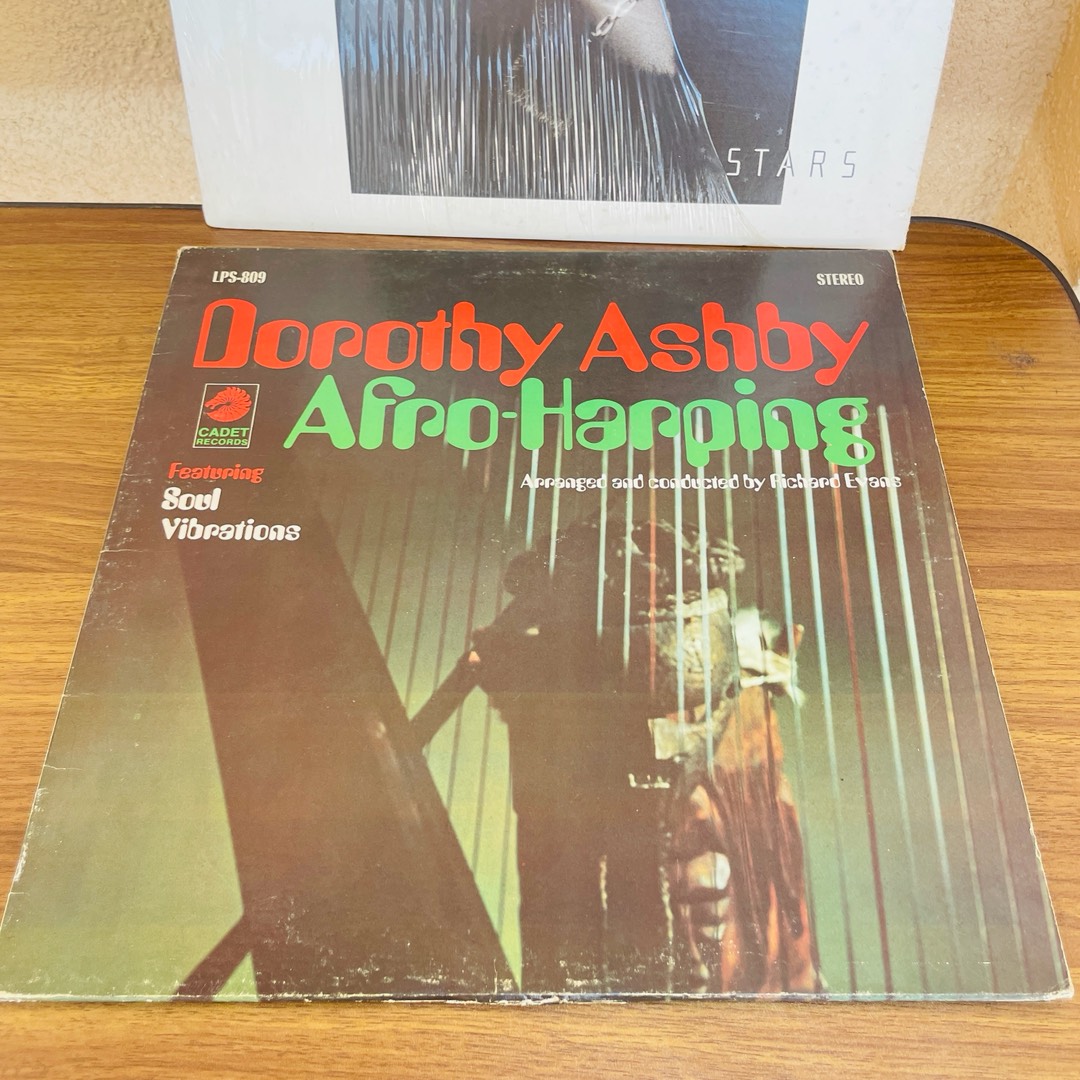 STARS
LPS-809
STEREO
Dorothy Ashby
Afro-Harping
CADET
RECORDS
Featuring
Soul
Vibrations
Arranged and conducted by Richard Evans